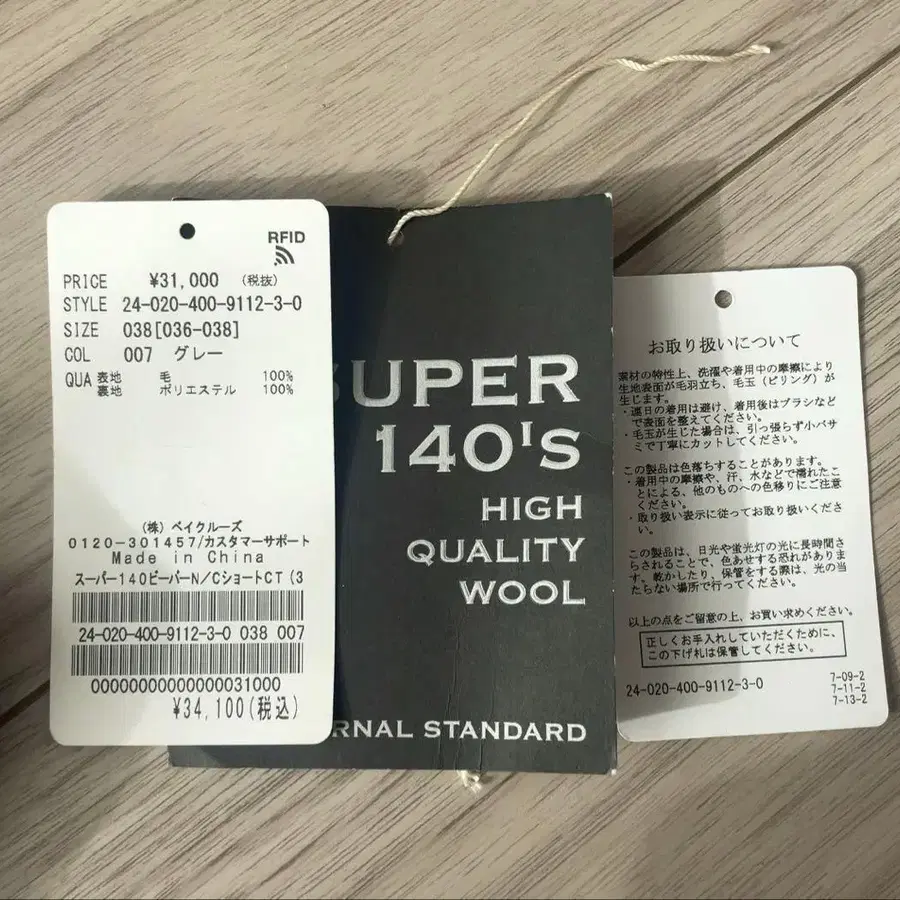 RFID
PRICE ¥31,000 (税抜)
STYLE 24-020-400-9112-3-0
SIZE 038[036-038]
COL 007 グレー
QUA 表地 毛 100%
裏地 ポリエステル 100%
(株) ベイクルーズ
0120-301457/カスタマーサポート
Made in China
スーパー140ビーバーN/CショートCT (3
24-020-400-9112-3-0 038 007
00000000000000031000
¥34,100(税込)
SUPER
140'S
HIGH
QUALITY
WOOL
RNAL STANDARD
お取り扱いについて
素材の特性上、洗濯や着用中の摩擦により
生地表面が毛羽立ち、毛玉(ピリング)が
生じます。
・連日の着用は避け、着用後はブラシなど
で表面を整えてください。
・毛玉が生じた場合は、引っ張らず小バサ
ミで丁寧にカットしてください。
この製品は色落ちすることがあります。
・着用中の摩擦や、汗、水などで濡れたこ
とによる、他のものへの色移りにご注意
ください。
・取り扱い表示に従ってお取り扱いくださ
い。
この製品は、日光や蛍光灯の光に長時間さ
らされることで、色あせする恐れがありま
す。乾かしたり、保管をする際は、光の当
たらない場所で行ってください。
以上の点をご留意の上、お買い求めください。
正しくお手入れしていただくために、
この下げ札は保管してください。
24-020-400-9112-3-0
7-09-2
7-11-2
7-13-2